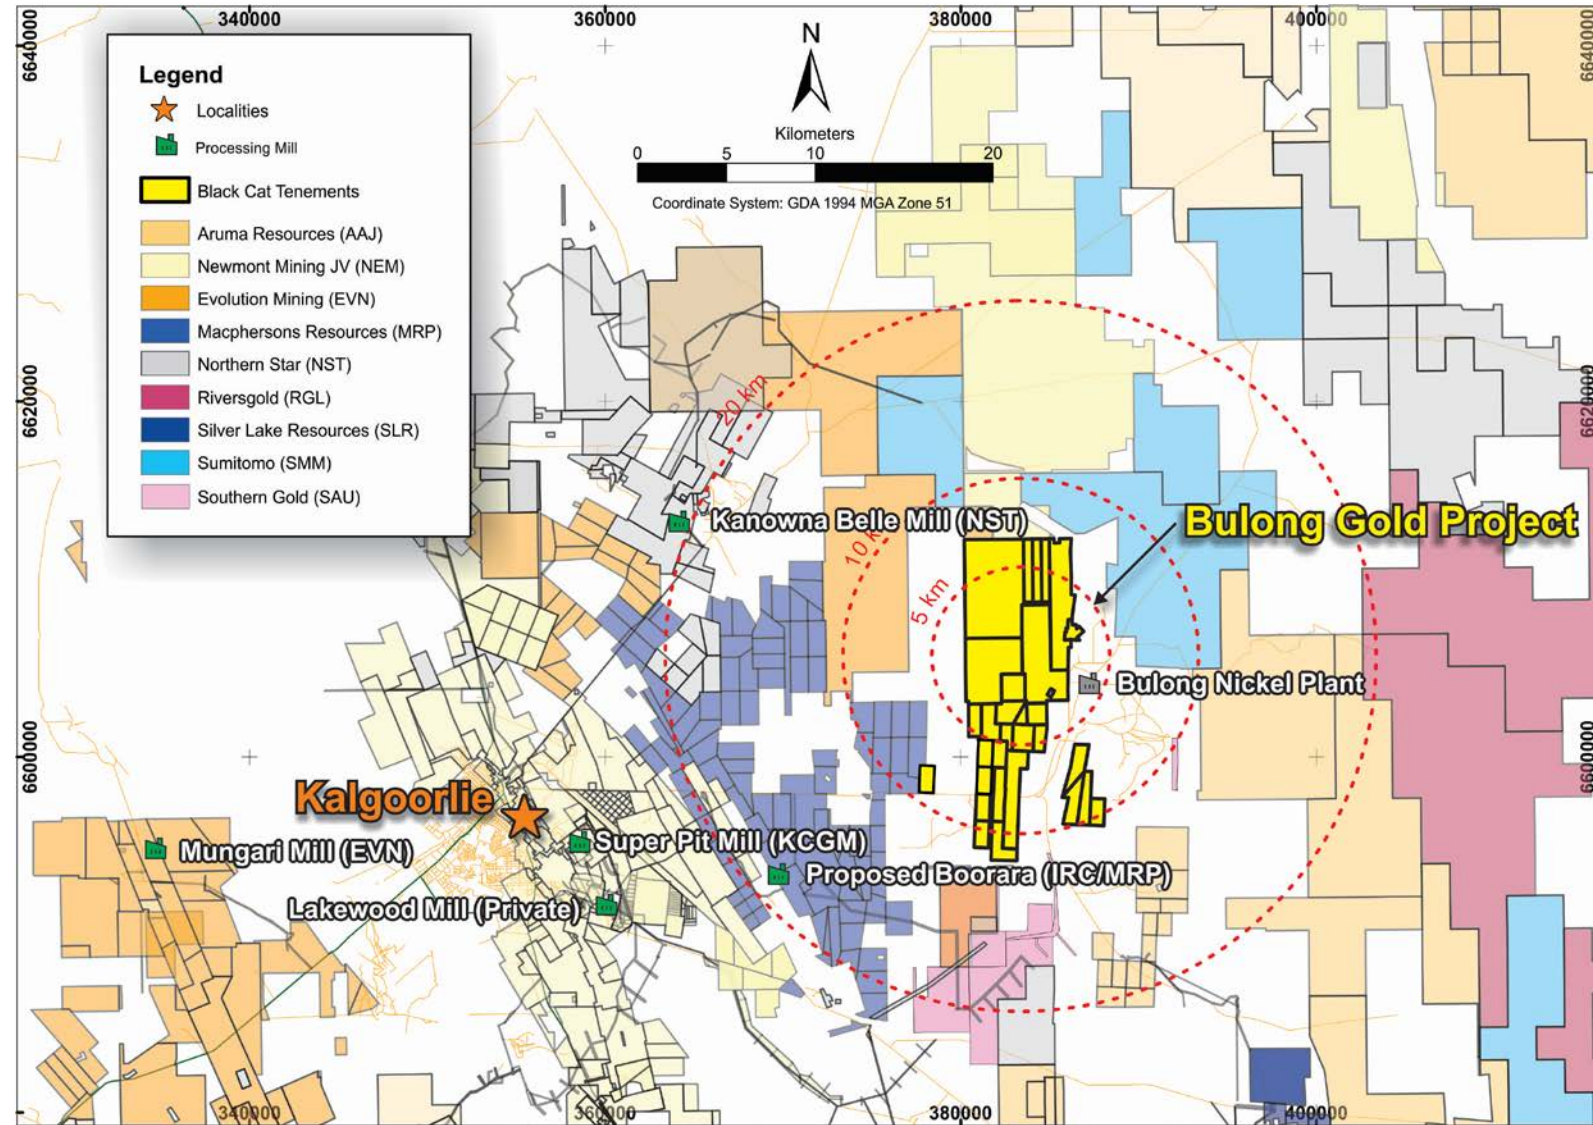 340000
360000
380000
400000
6640000
6640000
Legend
Localities
Processing Mill
Black Cat Tenements
Aruma Resources (AAJ)
Newmont Mining JV (NEM)
Evolution Mining (EVN)
Macphersons Resources (MRP)
Northern Star (NST)
Riversgold (RGL)
Silver Lake Resources (SLR)
Sumitomo (SMM)
Southern Gold (SAU)
N
Kilometers
0 5 10 20
Coordinate System: GDA 1994 MGA Zone 51
6620000
6620000
20 km
Kanowna Belle Mill (NST)
Bulong Gold Project
10 k
5 km
Bulong Nickel Plant
6600000
6600000
Kalgoorlie
Mungari Mill (EVN)
Super Pit Mill (KCGM)
Proposed Boorara (IRC/MRP)
Lakewood Mill (Private)
340000
360000
380000
400000